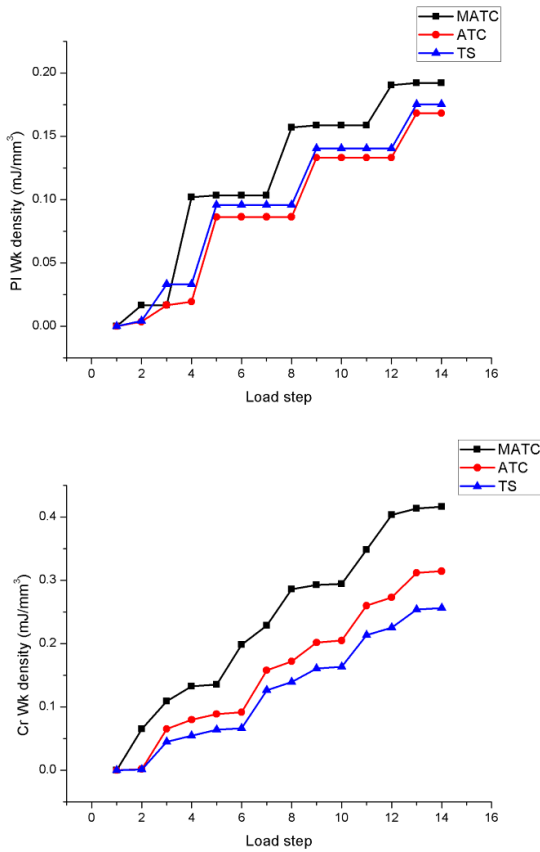 MATC
ATC
TS
0.20
0.15
0.10
0.05
0.00
Pl Wk density (mJ/mm³)
0 2 4 6 8 10 12 14 16
Load step
MATC
ATC
TS
0.4
0.3
0.2
0.1
0.0
Cr Wk density (mJ/mm³)
0 2 4 6 8 10 12 14 16
Load step